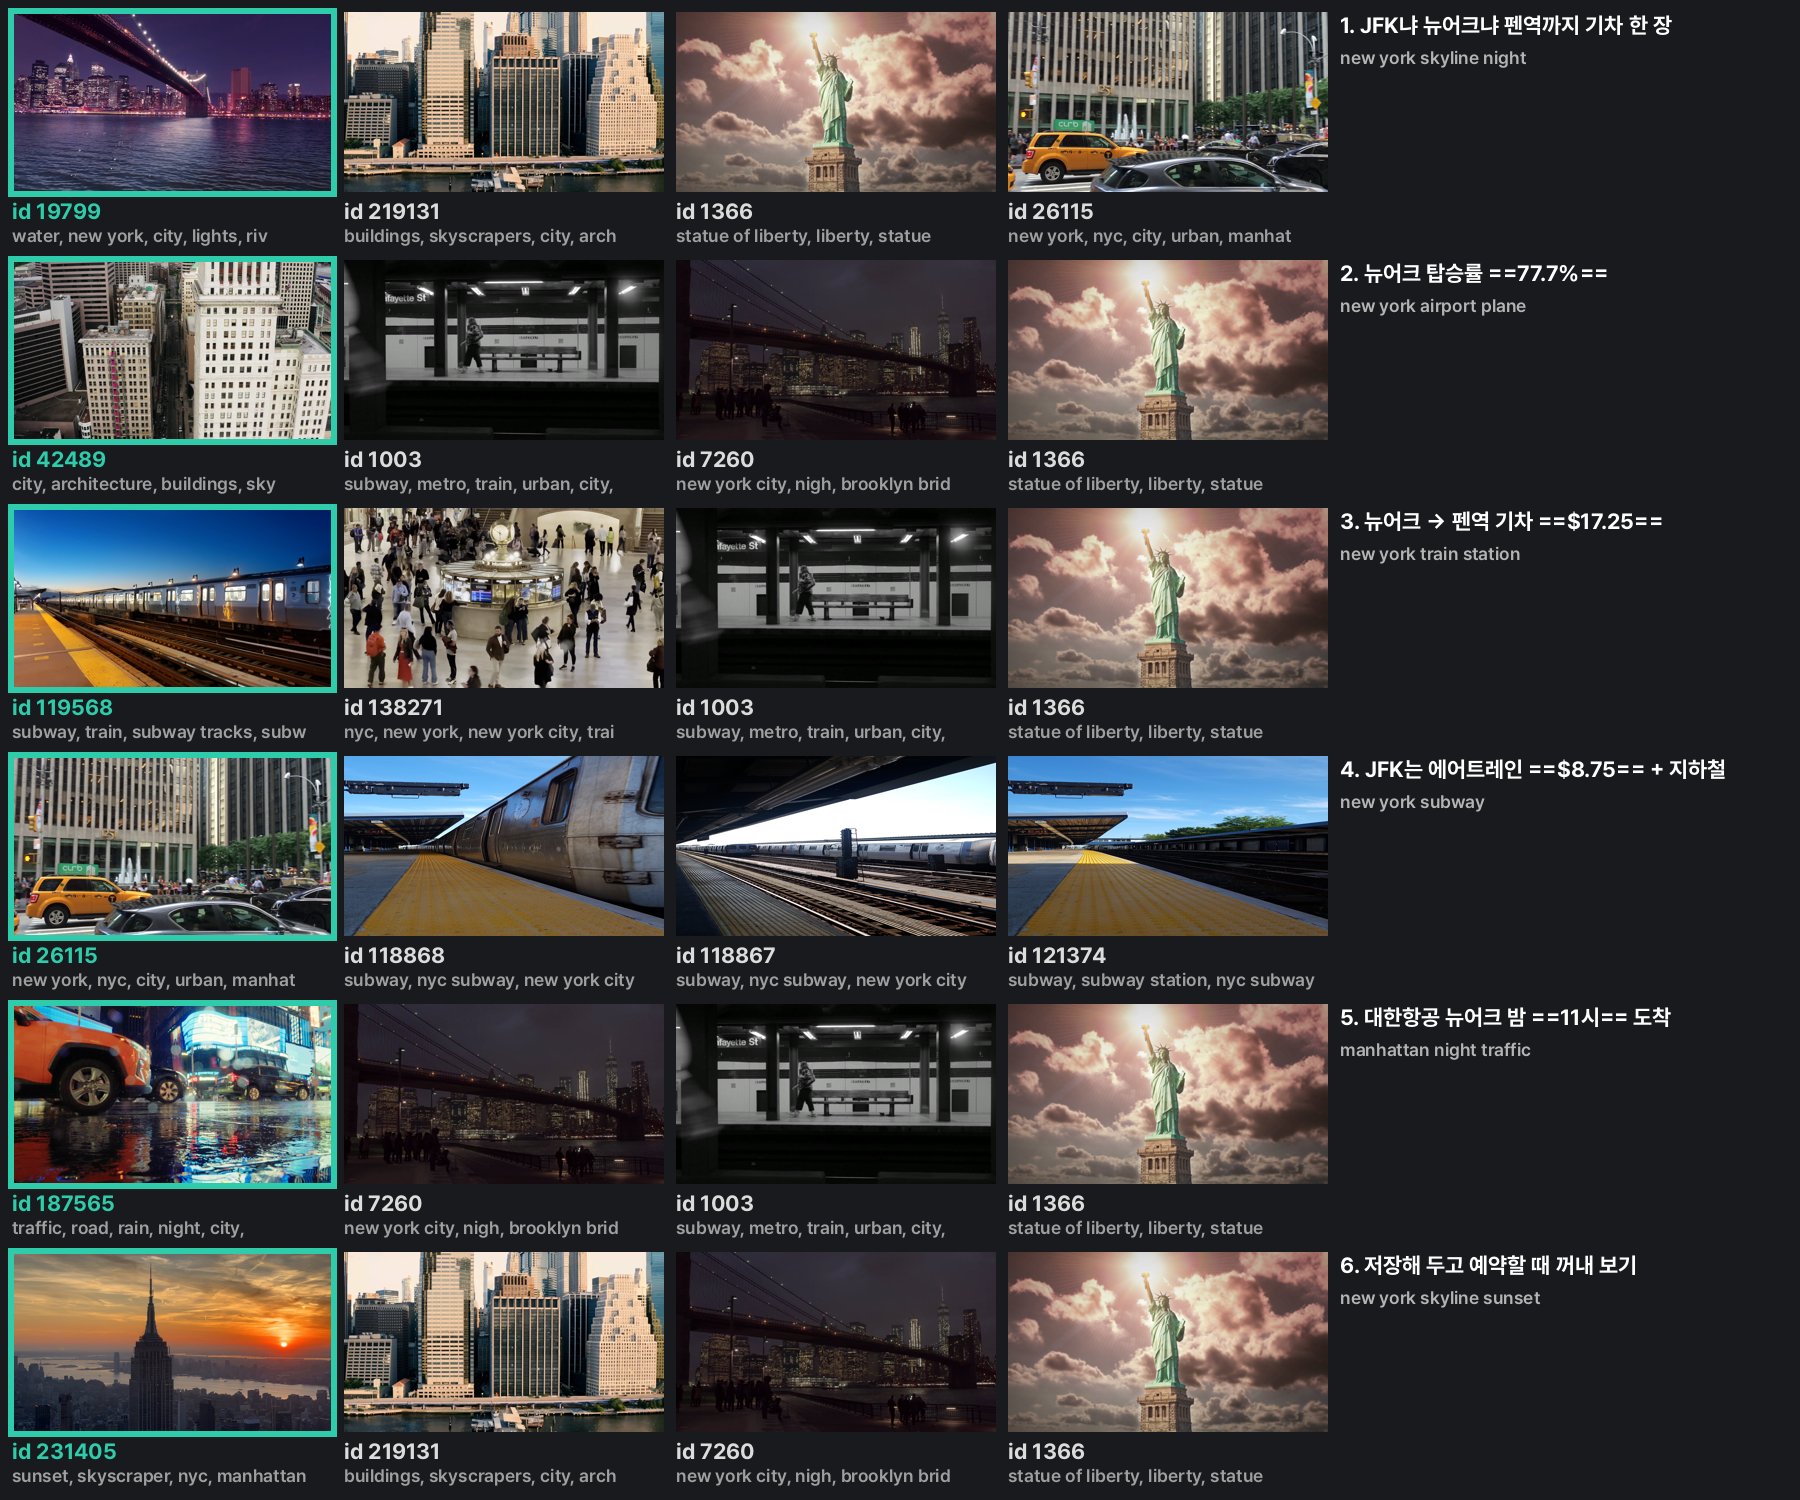 1. JFK냐 뉴어크냐 펜역까지 기차 한 장
new york skyline night
curb
id 19799
id 219131
id 1366
id 26115
water, new york, city, lights, riv
buildings, skyscrapers, city, arch
statue of liberty, liberty, statue
new york, nyc, city, urban, manhat
2. 뉴어크 탑승률 ==77.7%==
new york airport plane
afayette St
id 42489
id 1003
id 7260
id 1366
city, architecture, buildings, sky
subway, metro, train, urban, city,
new york city, nigh, brooklyn brid
statue of liberty, liberty, statue
3. 뉴어크 → 펜역 기차 ==$17.25==
new york train station
afayette St
id 119568
id 138271
id 1003
id 1366
subway, train, subway tracks, subw
nyc, new york, new york city, trai
subway, metro, train, urban, city,
statue of liberty, liberty, statue
4. JFK는 에어트레인 ==$8.75== + 지하철
new york subway
curb
id 26115
id 118868
id 118867
id 121374
new york, nyc, city, urban, manhat
subway, nyc subway, new york city
subway, nyc subway, new york city
subway, subway station, nyc subway
5. 대한항공 뉴어크 밤 ==11시== 도착
manhattan night traffic
afayette St
id 187565
id 7260
id 1003
id 1366
traffic, road, rain, night, city,
new york city, nigh, brooklyn brid
subway, metro, train, urban, city,
statue of liberty, liberty, statue
6. 저장해 두고 예약할 때 꺼내 보기
new york skyline sunset
id 231405
id 219131
id 7260
id 1366
sunset, skyscraper, nyc, manhattan
buildings, skyscrapers, city, arch
new york city, nigh, brooklyn brid
statue of liberty, liberty, statue